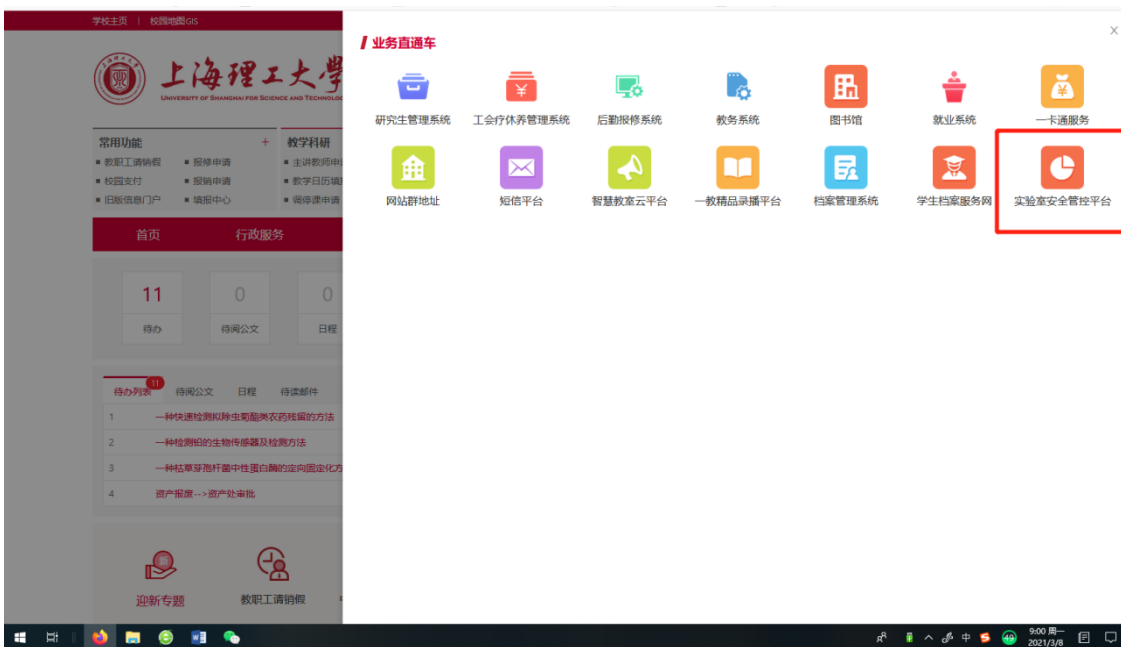 学校主页 | 校园地图GIS
上海理工大学
UNIVERSITY OF SHANGHAI FOR SCIENCE AND TECHNOLOGY
常用功能 + 教学科研
教职工请销假 报修申请 主讲教师申
校园支付 报销申请 教学日历填
旧版信息门户 填报中心 调停课申请
首页 行政服务
11 0 0
待办 待阅公文 日程
待办列表 11 待阅公文 日程 待读邮件
1 一种快速检测拟除虫菊酯类农药残留的方法
2 一种检测铅的生物传感器及检测方法
3 一种枯草芽孢杆菌中性蛋白酶的定向固定化方
4 资产报废-->资产处审批
迎新专题 教职工请销假
业务直通车 X
研究生管理系统 工会疗休养管理系统 后勤报修系统 教务系统 图书馆 就业系统 一卡通服务
网站群地址 短信平台 智慧教室云平台 一教精品录播平台 档案管理系统 学生档案服务网 实验室安全管控平台
中 49 9:00 周一
2021/3/8